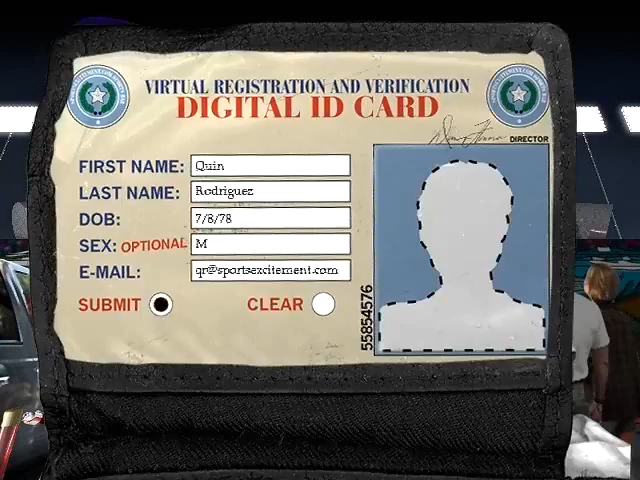 VIRTUAL REGISTRATION AND VERIFICATION
DIGITAL ID CARD
DIRECTOR
FIRST NAME: Quin
LAST NAME: Rodriguez
DOB: 7/8/78
SEX: OPTIONAL M
E-MAIL: qr@sportsexcitement.com
SUBMIT CLEAR
55854576